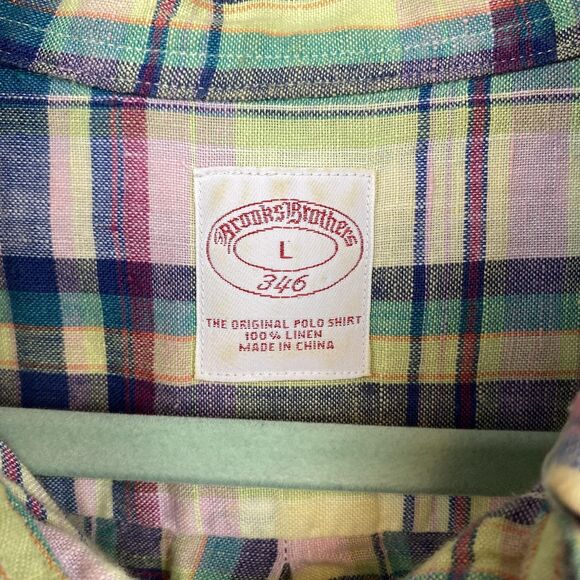 Brooks Brothers
L
346
THE ORIGINAL POLO SHIRT
100% LINEN
MADE IN CHINA